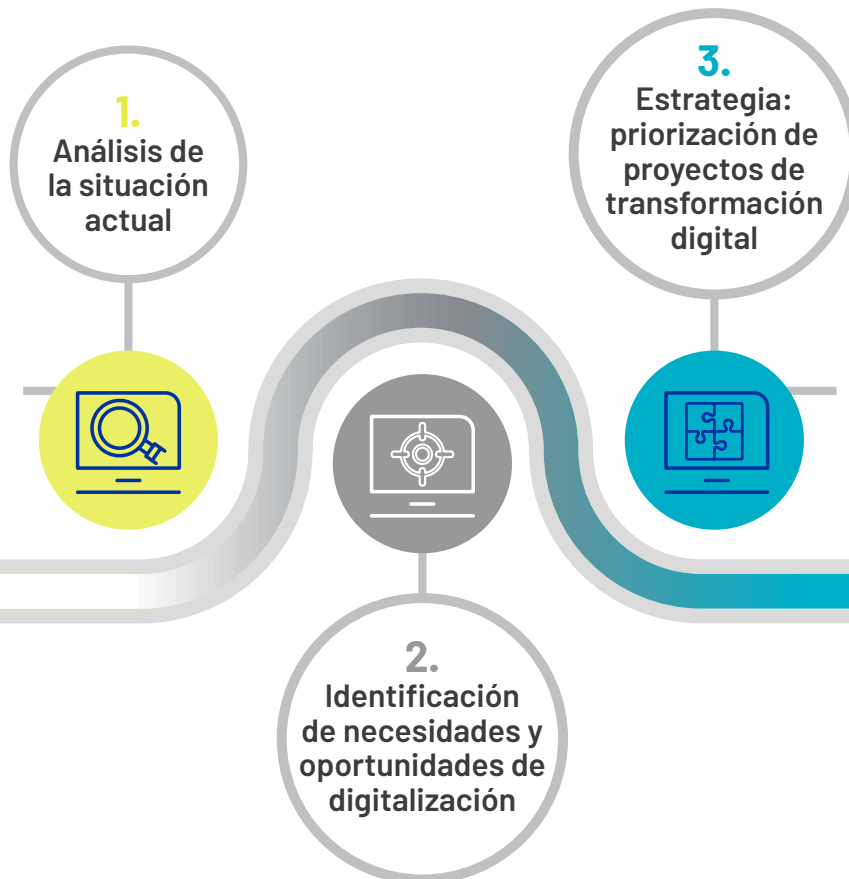 1.
Análisis de
la situación
actual
2.
Identificación
de necesidades y
oportunidades de
digitalización
3.
Estrategia:
priorización de
proyectos de
transformación
digital